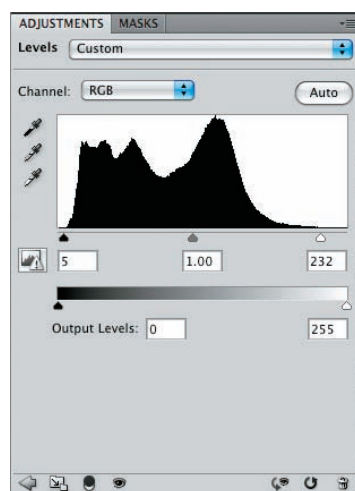 ADJUSTMENTS MASKS
Levels Custom
Channel: RGB Auto
5 1.00 232
Output Levels: 0 255